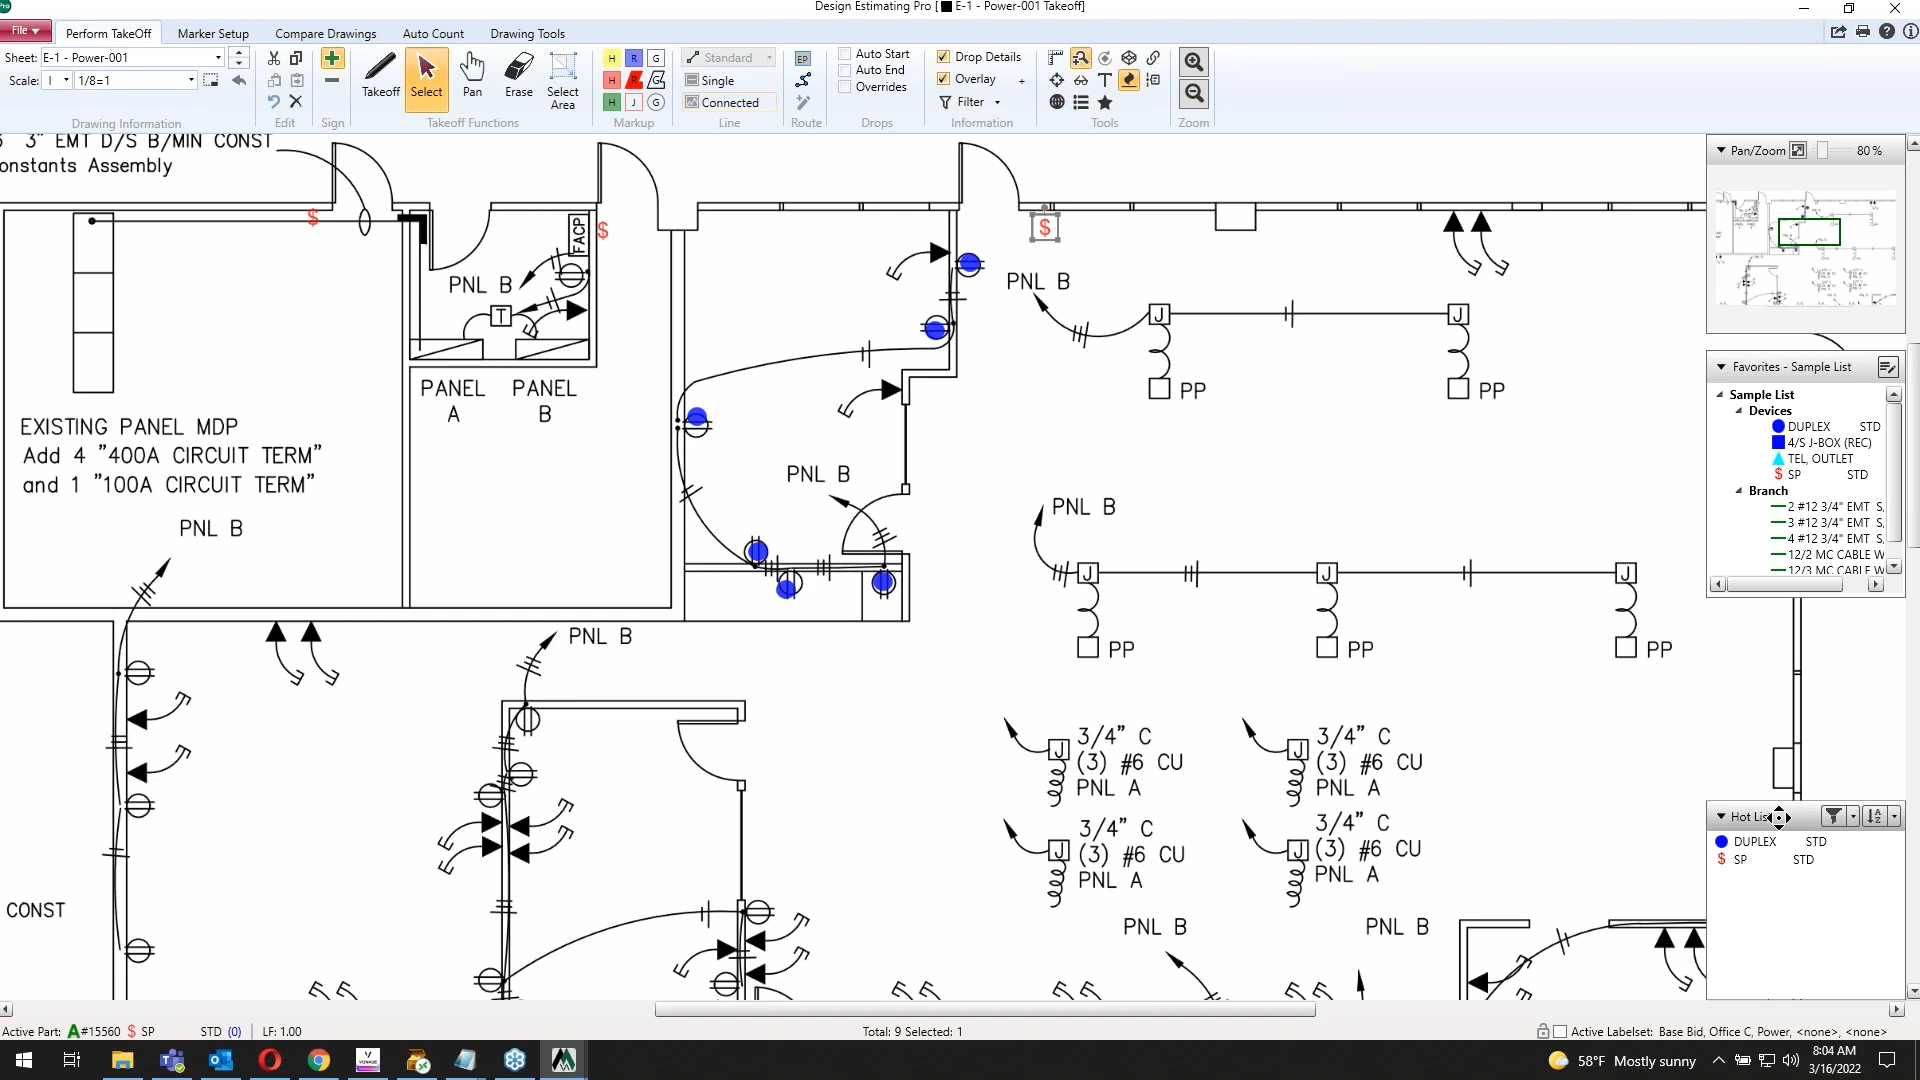 Pro
Design Estimating Pro [ E-1 - Power-001 Takeoff]
File
Perform TakeOff
Marker Setup
Compare Drawings
Auto Count
Drawing Tools
Sheet: E-1 - Power-001
Scale: I 1/8=1
Drawing Information
Edit
Sign
Takeoff
Select
Pan
Erase
Select
Area
Takeoff Functions
H R G
H R G
H J G
Markup
Standard
Single
Connected
Line
EP
Route
Auto Start
Auto End
Overrides
Drops
Drop Details
Overlay
Filter
Information
Tools
Zoom
3" EMT D/S B/MIN CONST
onstants Assembly
$
FACP
$
$
PNL B
T
PANEL
A
PANEL
B
EXISTING PANEL MDP
Add 4 "400A CIRCUIT TERM"
and 1 "100A CIRCUIT TERM"
PNL B
PNL B
PNL B
PNL B
J
J
PP
PP
PNL B
J
J
J
PP
PP
PP
J
3/4" C
(3) #6 CU
PNL A
J
3/4" C
(3) #6 CU
PNL A
J
3/4" C
(3) #6 CU
PNL A
J
3/4" C
(3) #6 CU
PNL A
PNL B
PNL B
CONST
Pan/Zoom
80 %
Favorites - Sample List
Sample List
Devices
DUPLEX STD
4/S J-BOX (REC)
TEL, OUTLET
$ SP STD
Branch
2 #12 3/4" EMT S,
3 #12 3/4" EMT S,
4 #12 3/4" EMT S,
12/2 MC CABLE W
12/3 MC CABLE W
Hot Lis
DUPLEX STD
$ SP STD
Active Part: A#15560 $ SP STD (0) LF: 1.00
Total: 9 Selected: 1
Active Labelset: Base Bid, Office C, Power, <none>, <none>
58°F Mostly sunny
8:04 AM
3/16/2022